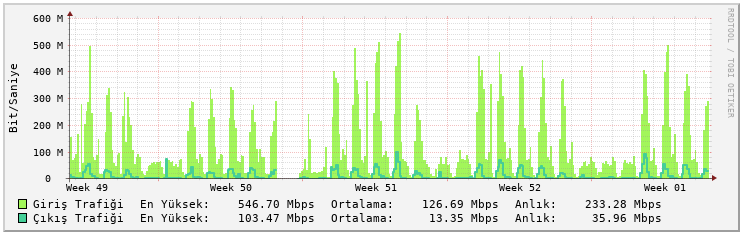 600 M
500 M
400 M
300 M
200 M
100 M
0
Bit/Saniye
RRDTOOL / TOBI OETIKER
Week 49 Week 50 Week 51 Week 52 Week 01
Giriş Trafiği En Yüksek: 546.70 Mbps Ortalama: 126.69 Mbps Anlık: 233.28 Mbps
Çıkış Trafiği En Yüksek: 103.47 Mbps Ortalama: 13.35 Mbps Anlık: 35.96 Mbps